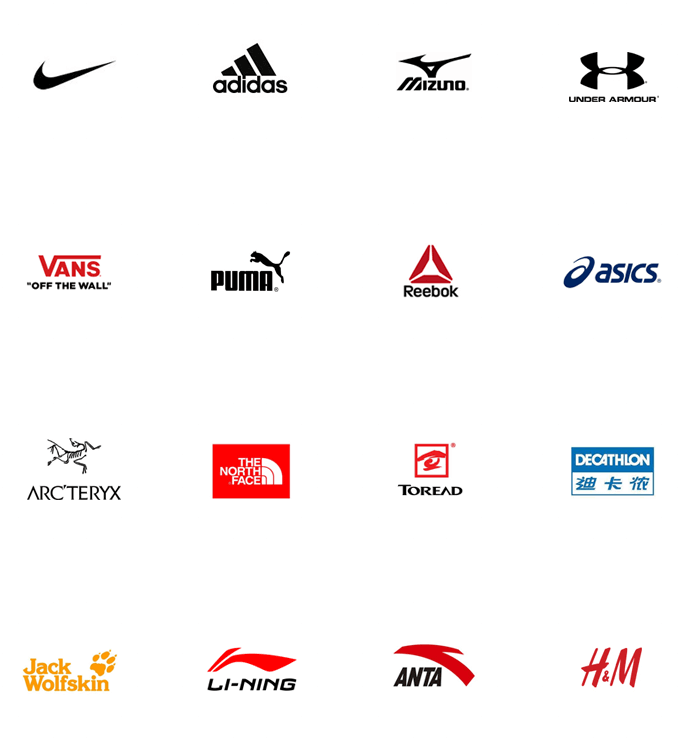 adidas
MIZUNO
UNDER ARMOUR
VANS
"OFF THE WALL"
PUMA
Reebok
asics
ARC'TERYX
THE
NORTH
FACE
TOREAD
DECATHLON
迪卡侬
Jack
Wolfskin
LI-NING
ANTA
H&M